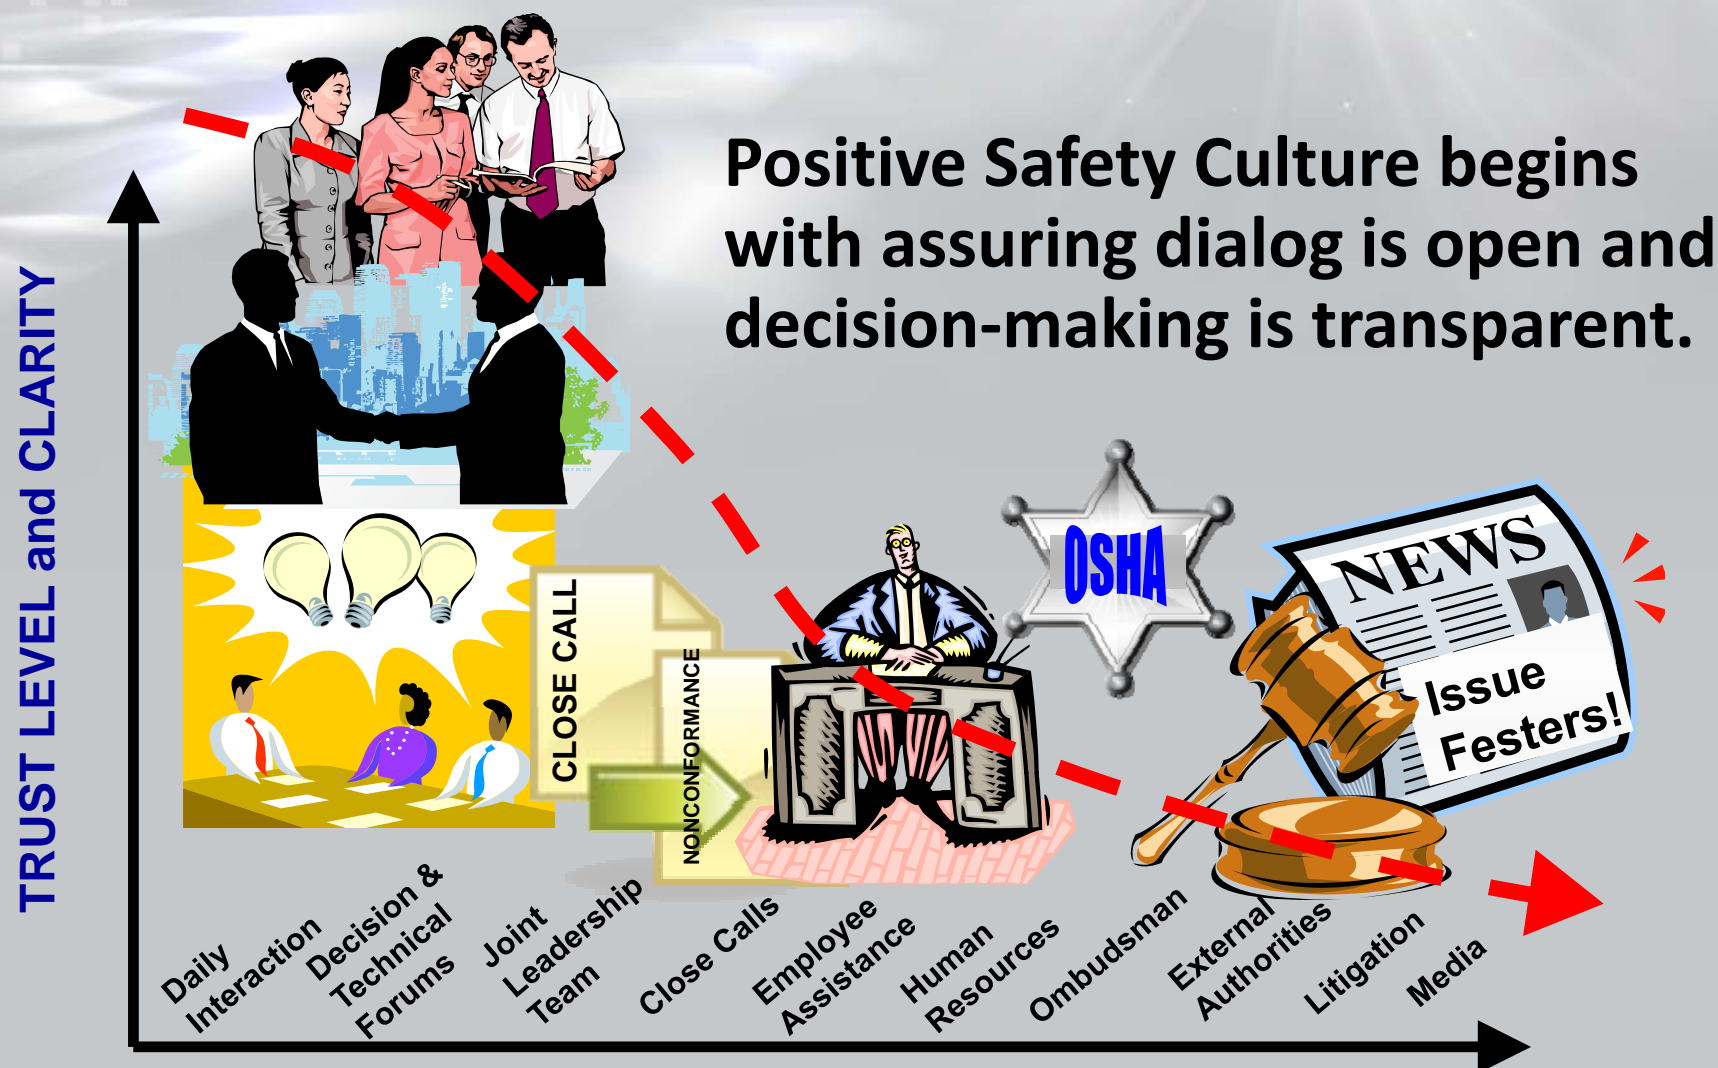 Positive Safety Culture begins
with assuring dialog is open and
decision-making is transparent.
TRUST LEVEL and CLARITY
CLOSE CALL
NONCONFORMANCE
OSHA
NEWS
Issue
Festers!
Daily
Interaction
Decision &
Technical
Forums
Joint
Leadership
Team
Close Calls
Employee
Assistance
Human
Resources
Ombudsman
External
Authorities
Litigation
Media